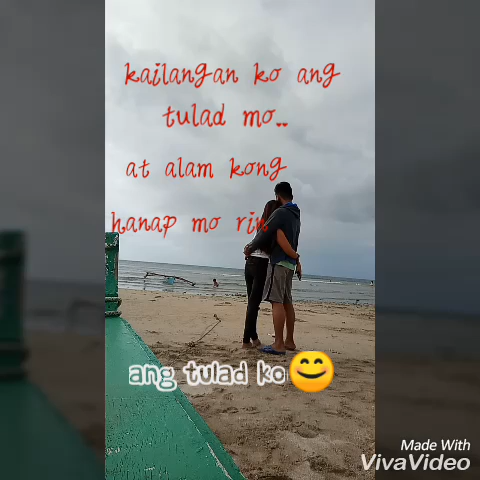 kailangan ko ang
tulad mo..
at alam kong
hanap mo rin
ang tulad ko😊
Made With
VivaVideo